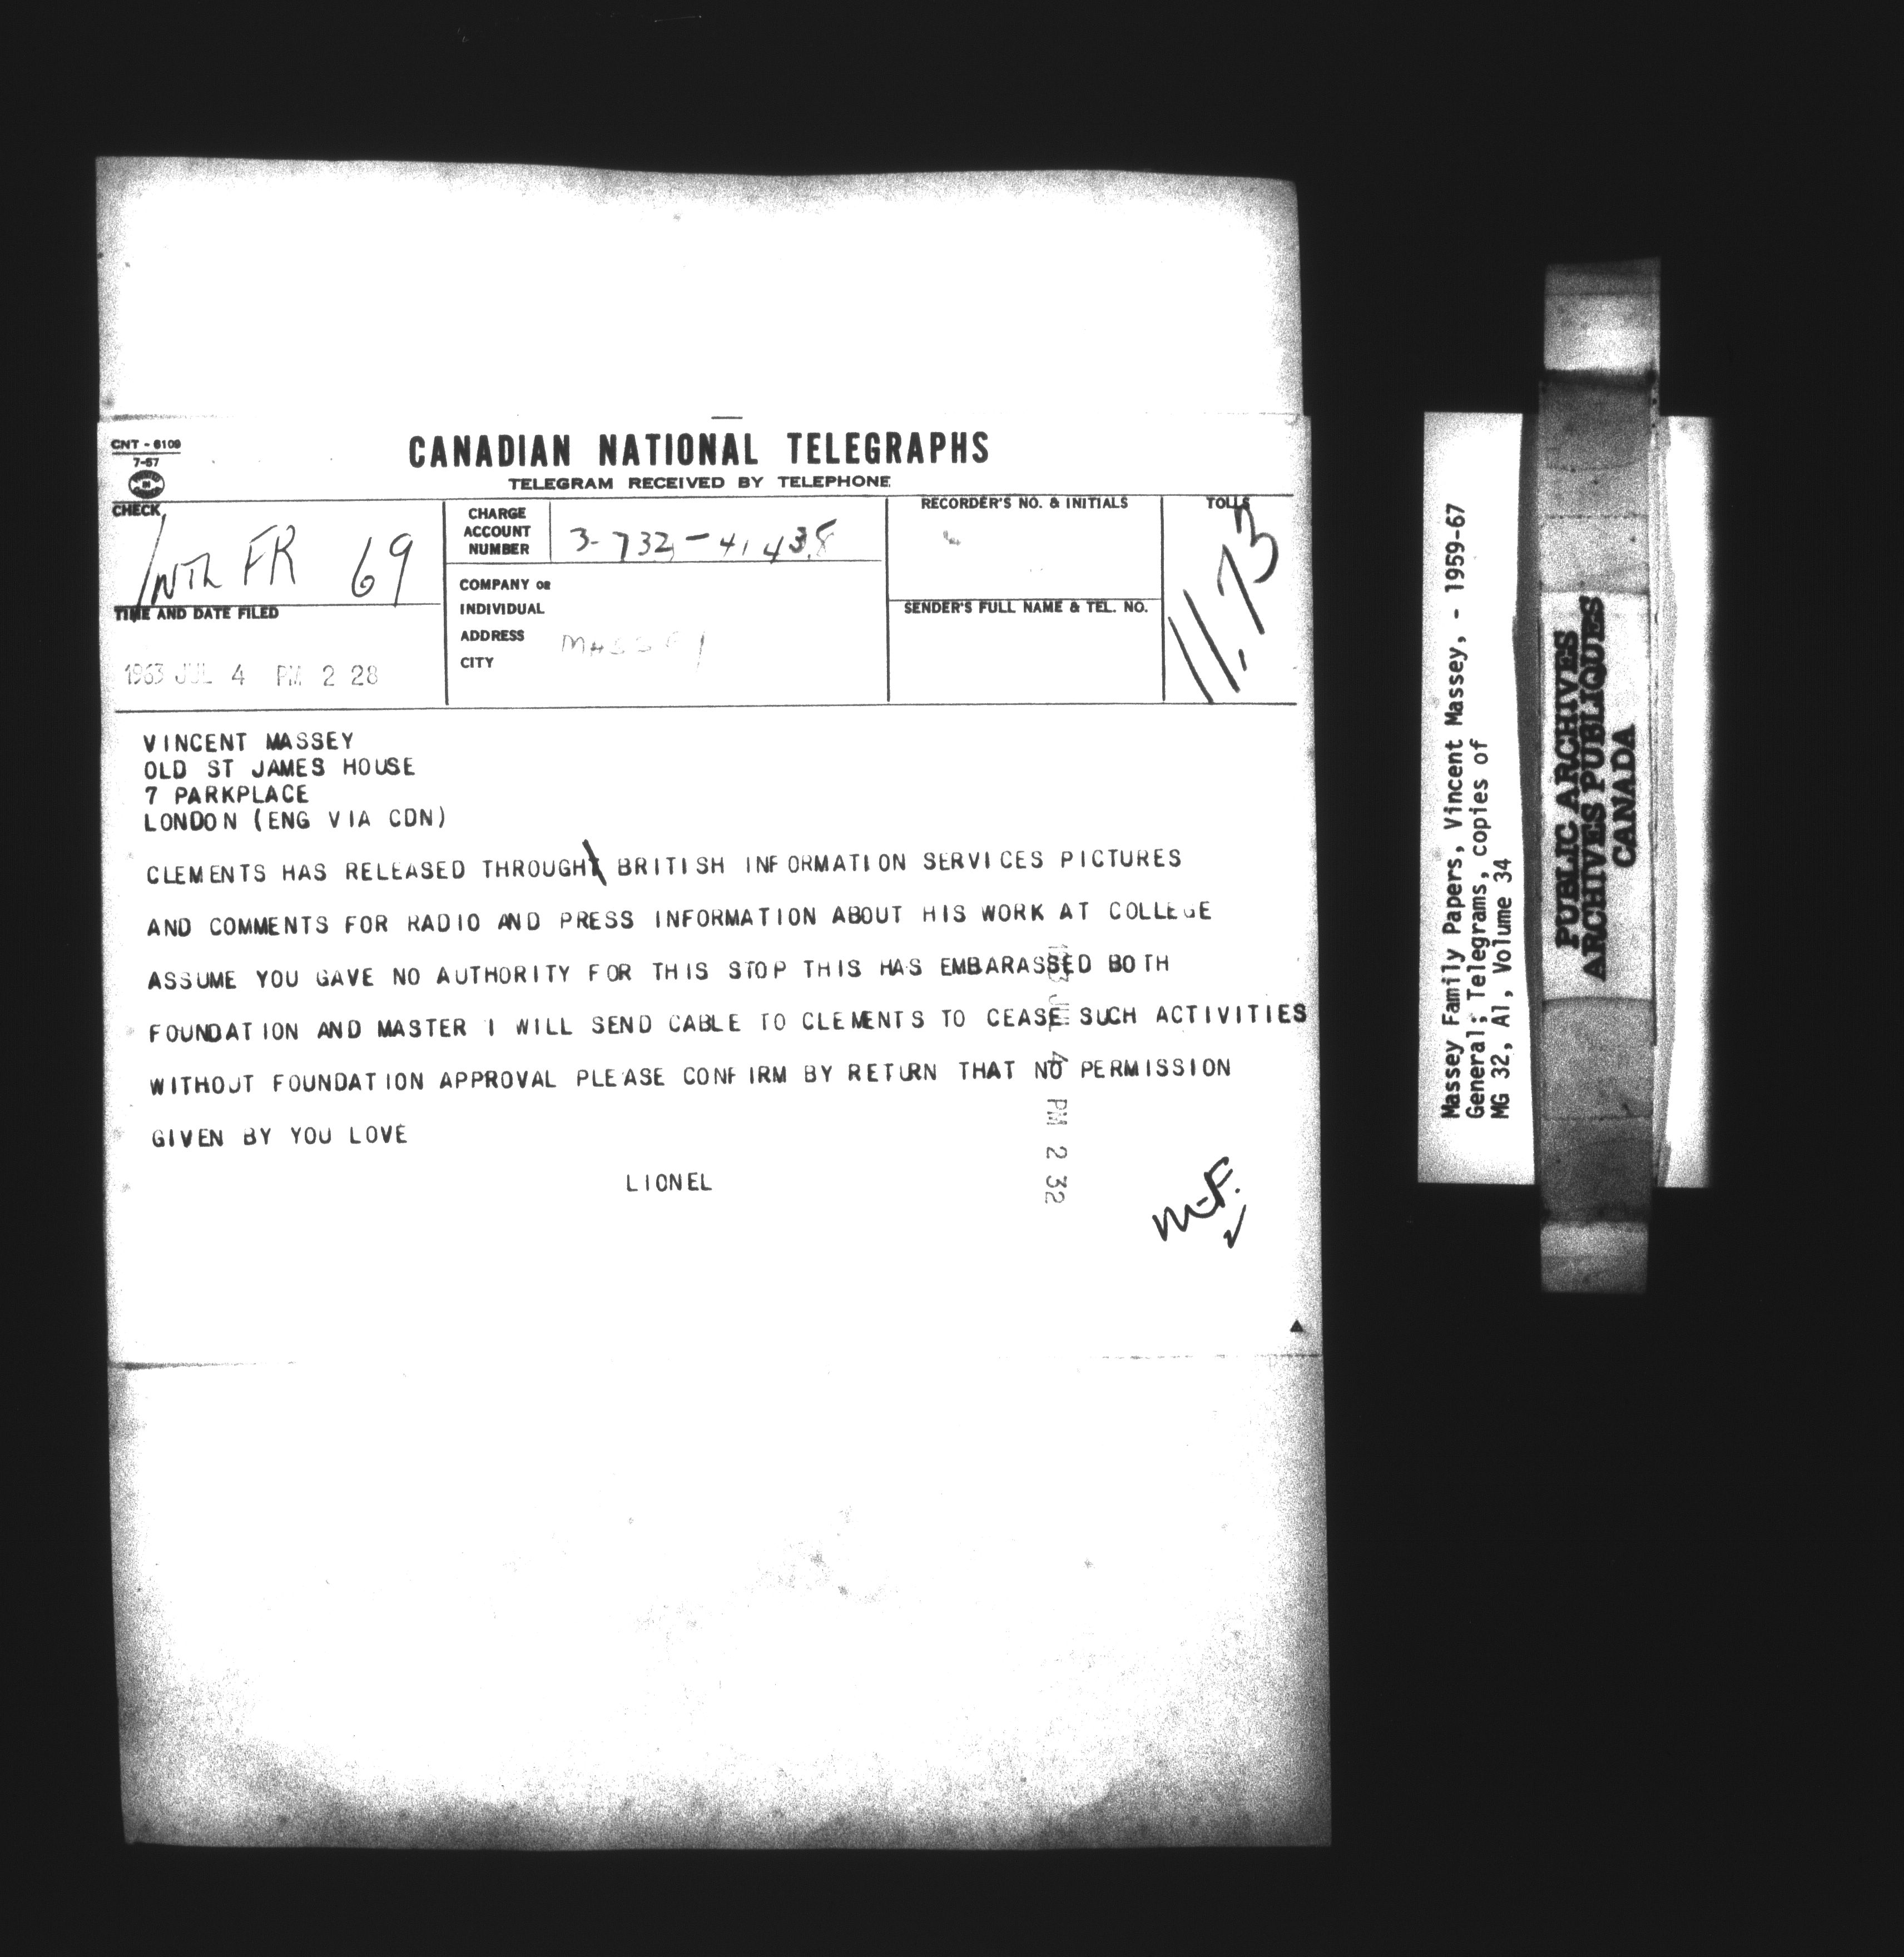 CNT - 6109
7-57
CANADIAN NATIONAL TELEGRAPHS
TELEGRAM RECEIVED BY TELEPHONE
CHECK
INTL FR 69
TIME AND DATE FILED
1963 JUL 4 PM 2 28
CHARGE
ACCOUNT
NUMBER
3-732-41438
COMPANY OR
INDIVIDUAL
ADDRESS
CITY
MASSEY
RECORDER'S NO. & INITIALS
SENDER'S FULL NAME & TEL. NO.
TOLLS
11.73
VINCENT MASSEY
OLD ST JAMES HOUSE
7 PARKPLACE
LONDON (ENG VIA CDN)
CLEMENTS HAS RELEASED THROUGH BRITISH INFORMATION SERVICES PICTURES
AND COMMENTS FOR RADIO AND PRESS INFORMATION ABOUT HIS WORK AT COLLEGE
ASSUME YOU GAVE NO AUTHORITY FOR THIS STOP THIS HAS EMBARASSED BOTH
FOUNDATION AND MASTER I WILL SEND CABLE TO CLEMENTS TO CEASE SUCH ACTIVITIES
WITHOUT FOUNDATION APPROVAL PLEASE CONFIRM BY RETURN THAT NO PERMISSION
GIVEN BY YOU LOVE
LIONEL
1963 JUL 4 PM 2 32
M-F.
Massey Family Papers, Vincent Massey, - 1959-67
General; Telegrams, copies of
MG 32, A1, Volume 34
PUBLIC ARCHIVES
ARCHIVES PUBLIQUES
CANADA